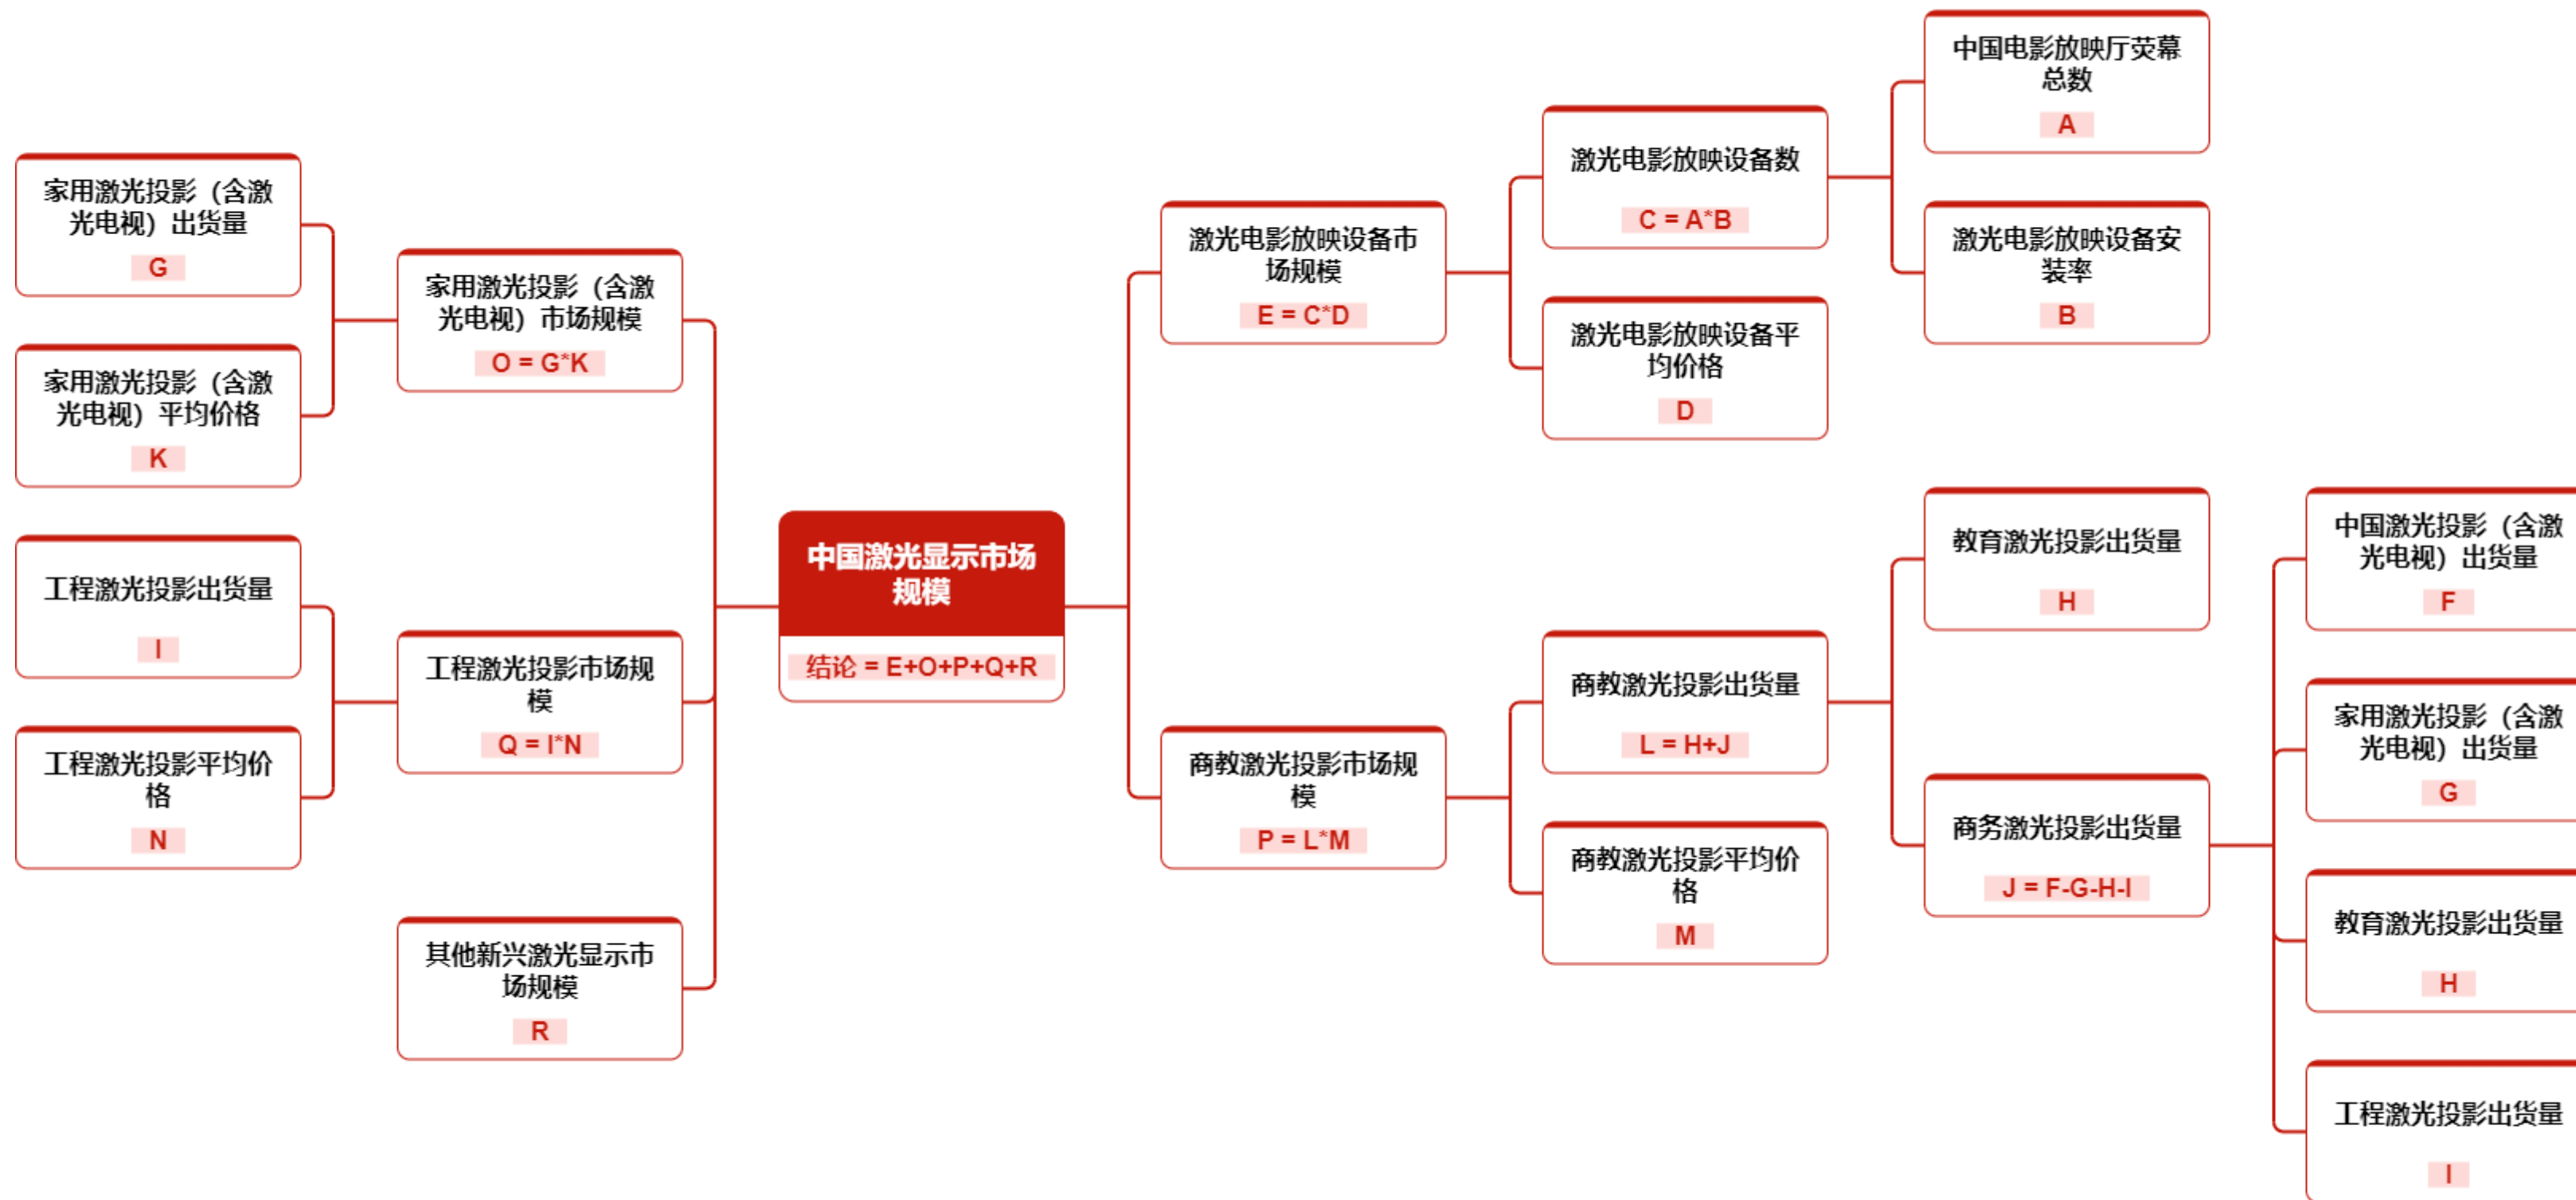 家用激光投影（含激
光电视）出货量
G
家用激光投影（含激
光电视）平均价格
K
工程激光投影出货量
I
工程激光投影平均价
格
N
家用激光投影（含激
光电视）市场规模
O = G*K
工程激光投影市场规
模
Q = I*N
其他新兴激光显示市
场规模
R
中国激光显示市场
规模
结论 = E+O+P+Q+R
激光电影放映设备市
场规模
E = C*D
商教激光投影市场规
模
P = L*M
激光电影放映设备数
C = A*B
激光电影放映设备平
均价格
D
商教激光投影出货量
L = H+J
商教激光投影平均价
格
M
中国电影放映厅荧幕
总数
A
激光电影放映设备安
装率
B
教育激光投影出货量
H
商务激光投影出货量
J = F-G-H-I
中国激光投影（含激
光电视）出货量
F
家用激光投影（含激
光电视）出货量
G
教育激光投影出货量
H
工程激光投影出货量
I